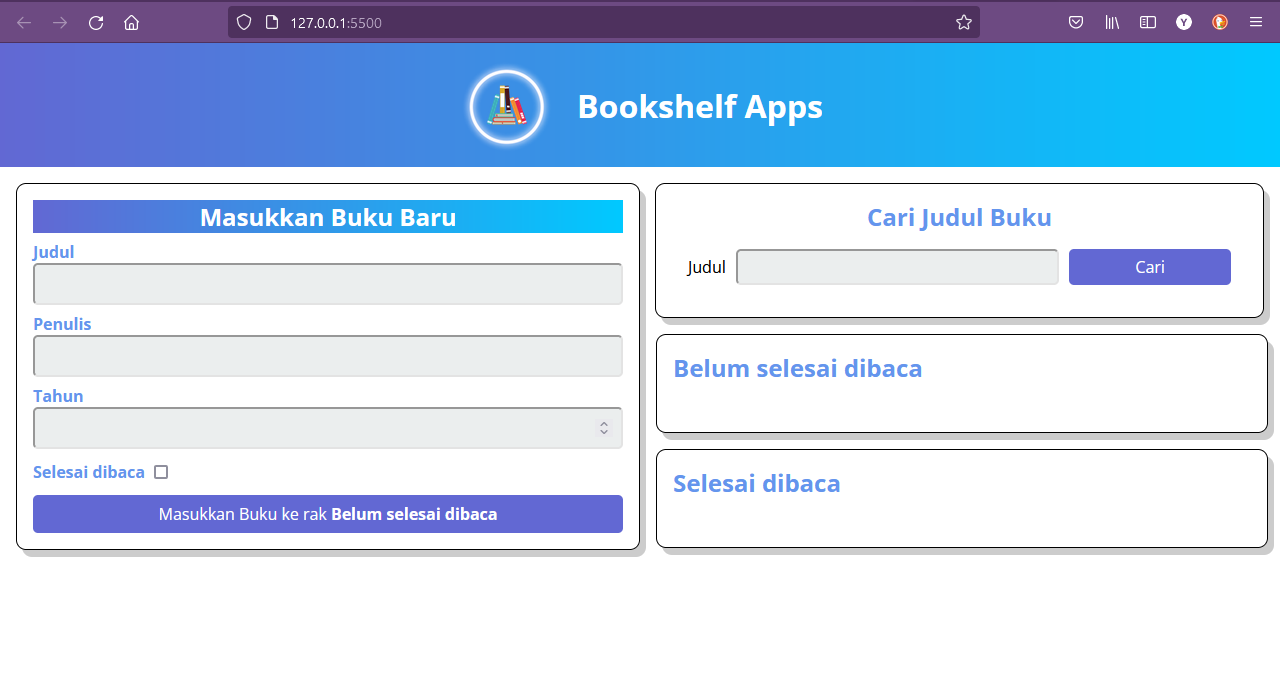 127.0.0.1:5500
Y
Bookshelf Apps
Masukkan Buku Baru
Judul
Penulis
Tahun
Selesai dibaca
Masukkan Buku ke rak Belum selesai dibaca
Cari Judul Buku
Judul Cari
Belum selesai dibaca
Selesai dibaca